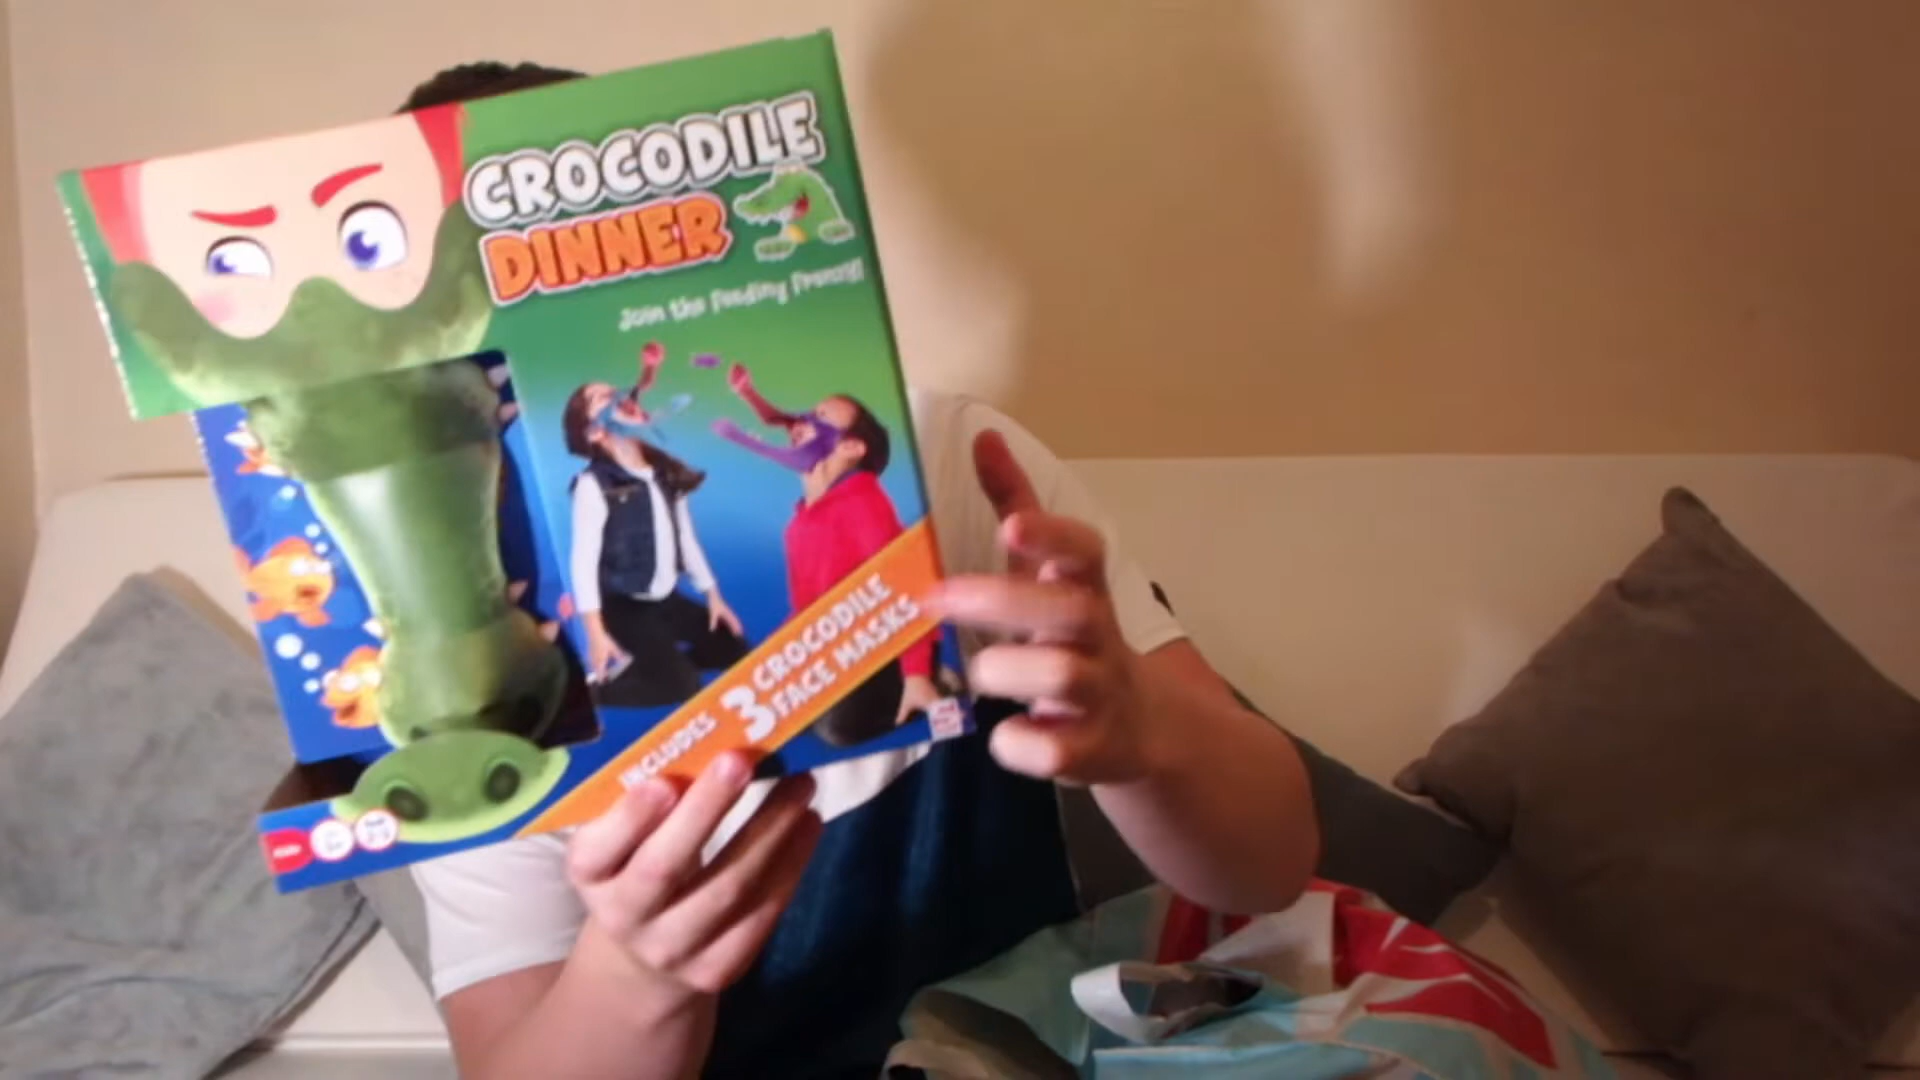 CROCODILE
DINNER
Join the feeding frenzy!
INCLUDES 3 CROCODILE
FACE MASKS